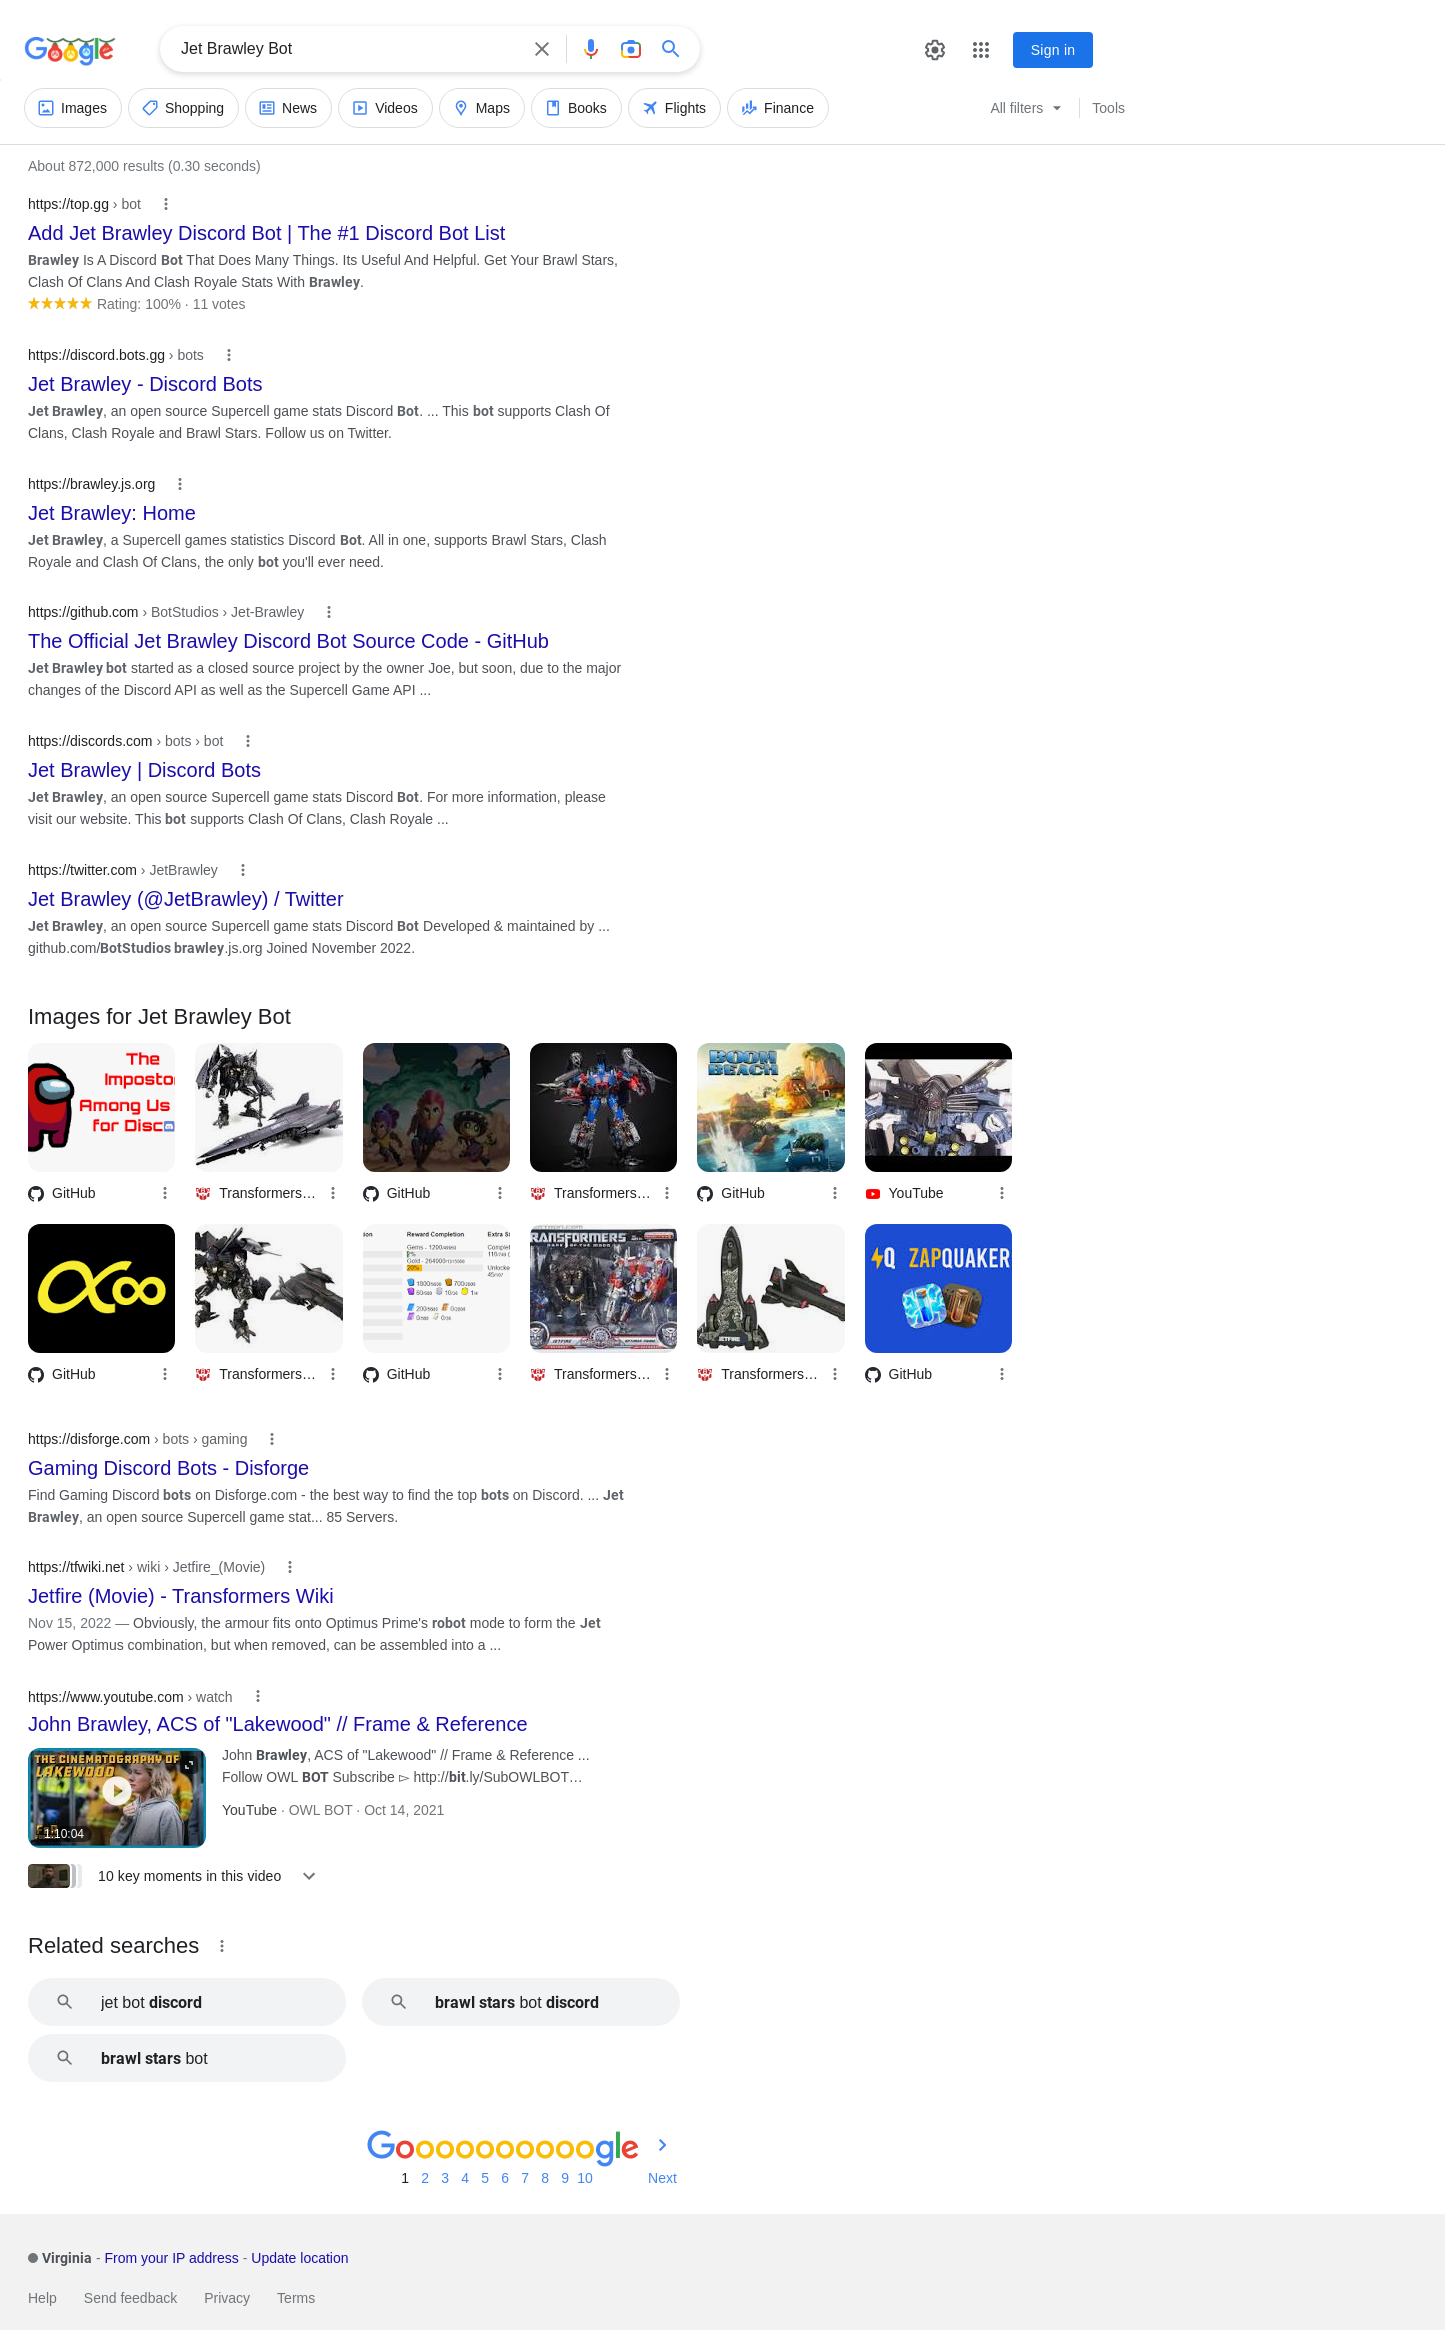 Google
Jet Brawley Bot
Sign in
Images
Shopping
News
Videos
Maps
Books
Flights
Finance
All filters
Tools
About 872,000 results (0.30 seconds)
https://top.gg › bot
Add Jet Brawley Discord Bot | The #1 Discord Bot List
Brawley Is A Discord Bot That Does Many Things. Its Useful And Helpful. Get Your Brawl Stars,
Clash Of Clans And Clash Royale Stats With Brawley.
Rating: 100% · 11 votes
https://discord.bots.gg › bots
Jet Brawley - Discord Bots
Jet Brawley, an open source Supercell game stats Discord Bot. ... This bot supports Clash Of
Clans, Clash Royale and Brawl Stars. Follow us on Twitter.
https://brawley.js.org
Jet Brawley: Home
Jet Brawley, a Supercell games statistics Discord Bot. All in one, supports Brawl Stars, Clash
Royale and Clash Of Clans, the only bot you'll ever need.
https://github.com › BotStudios › Jet-Brawley
The Official Jet Brawley Discord Bot Source Code - GitHub
Jet Brawley bot started as a closed source project by the owner Joe, but soon, due to the major
changes of the Discord API as well as the Supercell Game API ...
https://discords.com › bots › bot
Jet Brawley | Discord Bots
Jet Brawley, an open source Supercell game stats Discord Bot. For more information, please
visit our website. This bot supports Clash Of Clans, Clash Royale ...
https://twitter.com › JetBrawley
Jet Brawley (@JetBrawley) / Twitter
Jet Brawley, an open source Supercell game stats Discord Bot Developed & maintained by ...
github.com/BotStudios brawley.js.org Joined November 2022.
Images for Jet Brawley Bot
The
Impostor
Among Us
for Disc
BOOM
BEACH
GitHub
Transformers…
GitHub
Transformers…
GitHub
YouTube
Reward Completion
Extra St
TRANSFORMERS
JETFIRE
ZAPQUAKER
GitHub
Transformers…
GitHub
Transformers…
Transformers…
GitHub
https://disforge.com › bots › gaming
Gaming Discord Bots - Disforge
Find Gaming Discord bots on Disforge.com - the best way to find the top bots on Discord. ... Jet
Brawley, an open source Supercell game stat... 85 Servers.
https://tfwiki.net › wiki › Jetfire_(Movie)
Jetfire (Movie) - Transformers Wiki
Nov 15, 2022 — Obviously, the armour fits onto Optimus Prime's robot mode to form the Jet
Power Optimus combination, but when removed, can be assembled into a ...
https://www.youtube.com › watch
John Brawley, ACS of "Lakewood" // Frame & Reference
THE CINEMATOGRAPHY OF
LAKEWOOD
1:10:04
John Brawley, ACS of "Lakewood" // Frame & Reference ...
Follow OWL BOT Subscribe ▻ http://bit.ly/SubOWLBOT…
YouTube · OWL BOT · Oct 14, 2021
10 key moments in this video
Related searches
jet bot discord
brawl stars bot discord
brawl stars bot
Goooooooooogle
1 2 3 4 5 6 7 8 9 10 Next
Virginia - From your IP address - Update location
Help
Send feedback
Privacy
Terms